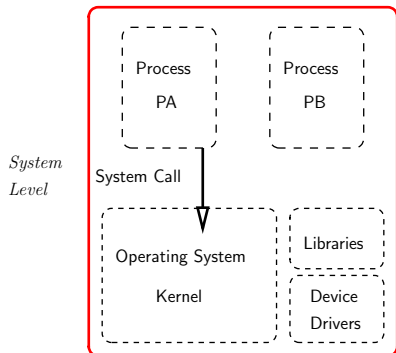 Process
PA
Process
PB
System
Level
System Call
Operating System
Kernel
Libraries
Device
Drivers